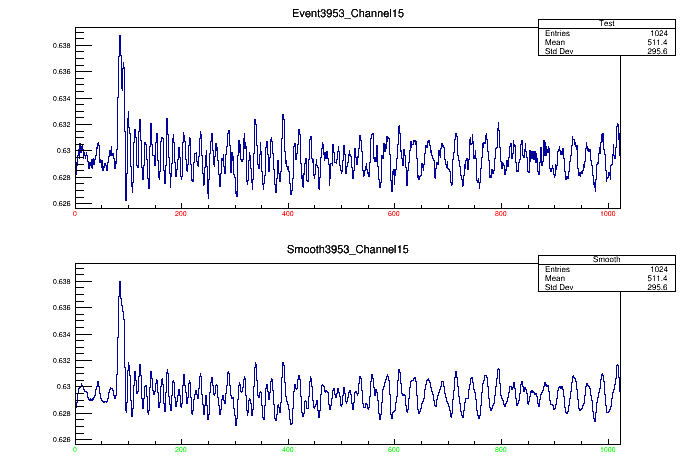 Event3953_Channel15
Test
Entries 1024
Mean 511.4
Std Dev 295.6
0.638
0.636
0.634
0.632
0.63
0.628
0.626
0 200 400 600 800 1000
Smooth3953_Channel15
Smooth
Entries 1024
Mean 511.4
Std Dev 295.6
0.638
0.636
0.634
0.632
0.63
0.628
0.626
0 200 400 600 800 1000